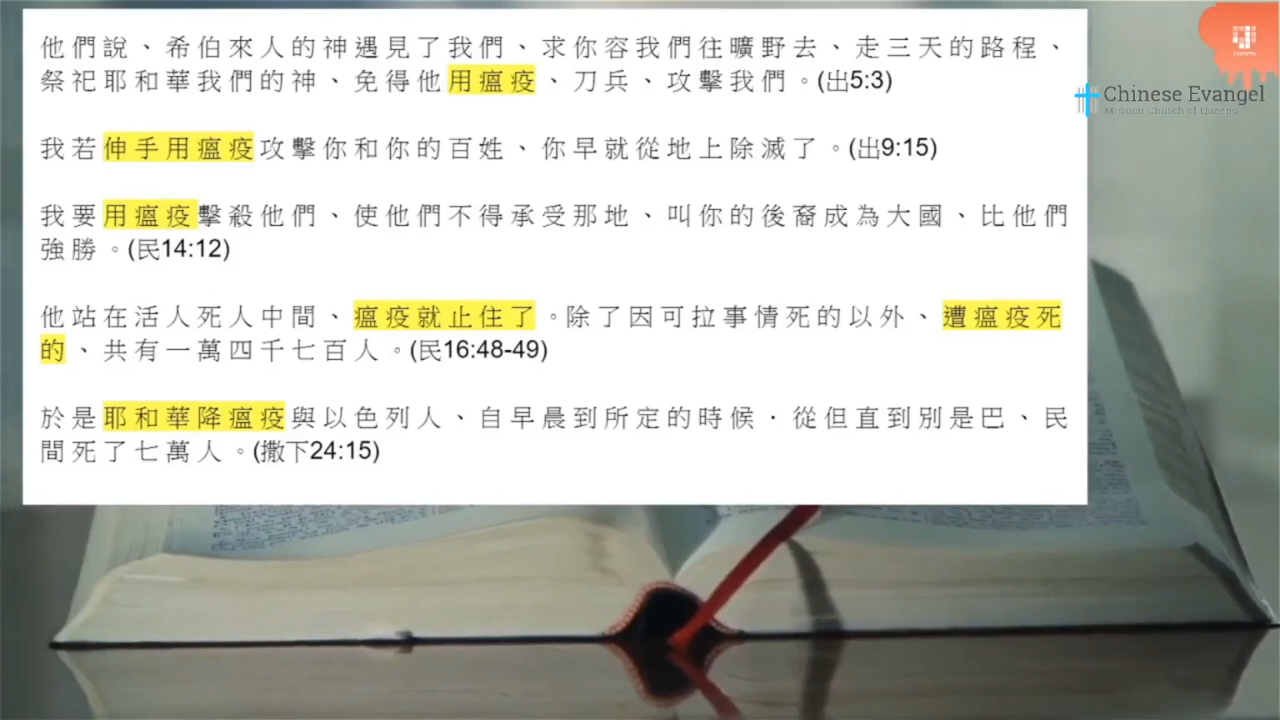 他們說、希伯來人的神遇見了我們、求你容我們往曠野去、走三天的路程、
祭祀耶和華我們的神、免得他用瘟疫、刀兵、攻擊我們。(出5:3)
我若伸手用瘟疫攻擊你和你的百姓、你早就從地上除滅了。(出9:15)
我要用瘟疫擊殺他們、使他們不得承受那地、叫你的後裔成為大國、比他們
強勝。(民14:12)
他站在活人死人中間、瘟疫就止住了。除了因可拉事情死的以外、遭瘟疫死
的、共有一萬四千七百人。(民16:48-49)
於是耶和華降瘟疫與以色列人、自早晨到所定的時候．從但直到別是巴、民
間死了七萬人。(撒下24:15)
Chinese Evangel
Mission Church of Queens